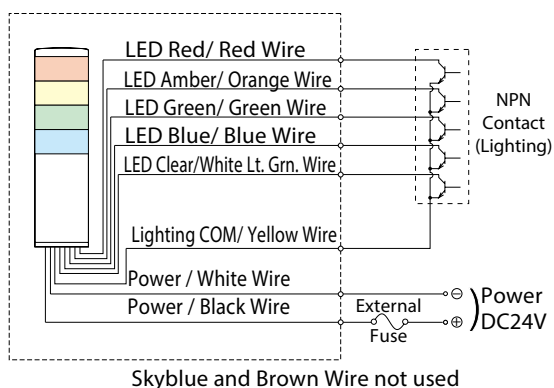 LED Red/ Red Wire
LED Amber/ Orange Wire
LED Green/ Green Wire
LED Blue/ Blue Wire
LED Clear/White Lt. Grn. Wire
NPN
Contact
(Lighting)
Lighting COM/ Yellow Wire
Power / White Wire
Power / Black Wire
External
Fuse
⊖
⊕
Power
DC24V
Skyblue and Brown Wire not used